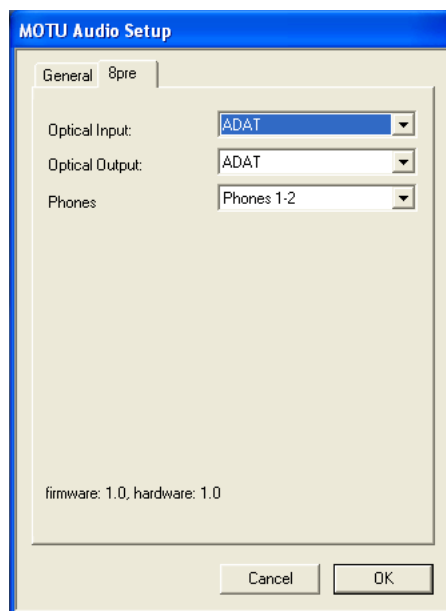 MOTU Audio Setup
General 8pre
Optical Input: ADAT
Optical Output: ADAT
Phones Phones 1-2
firmware: 1.0, hardware: 1.0
Cancel OK